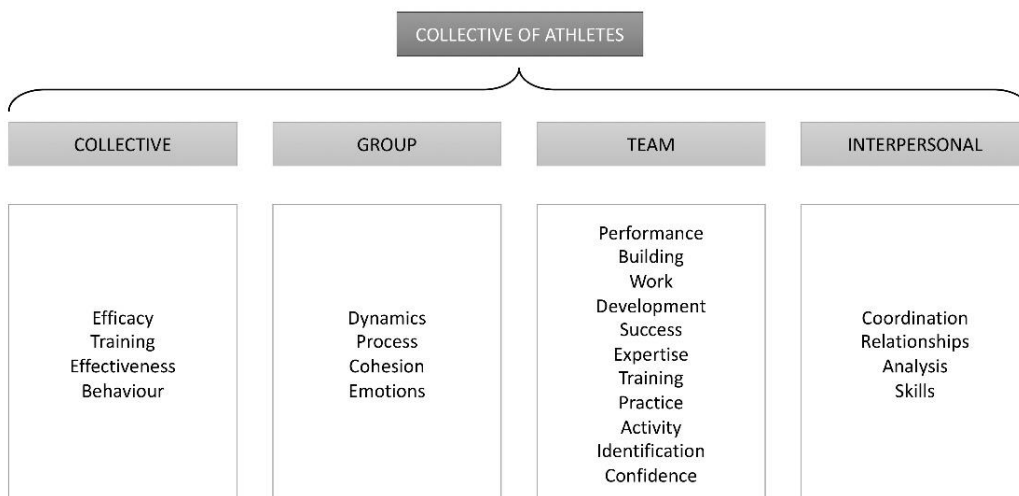 COLLECTIVE OF ATHLETES
COLLECTIVE
GROUP
TEAM
INTERPERSONAL
Efficacy
Training
Effectiveness
Behaviour
Dynamics
Process
Cohesion
Emotions
Performance
Building
Work
Development
Success
Expertise
Training
Practice
Activity
Identification
Confidence
Coordination
Relationships
Analysis
Skills